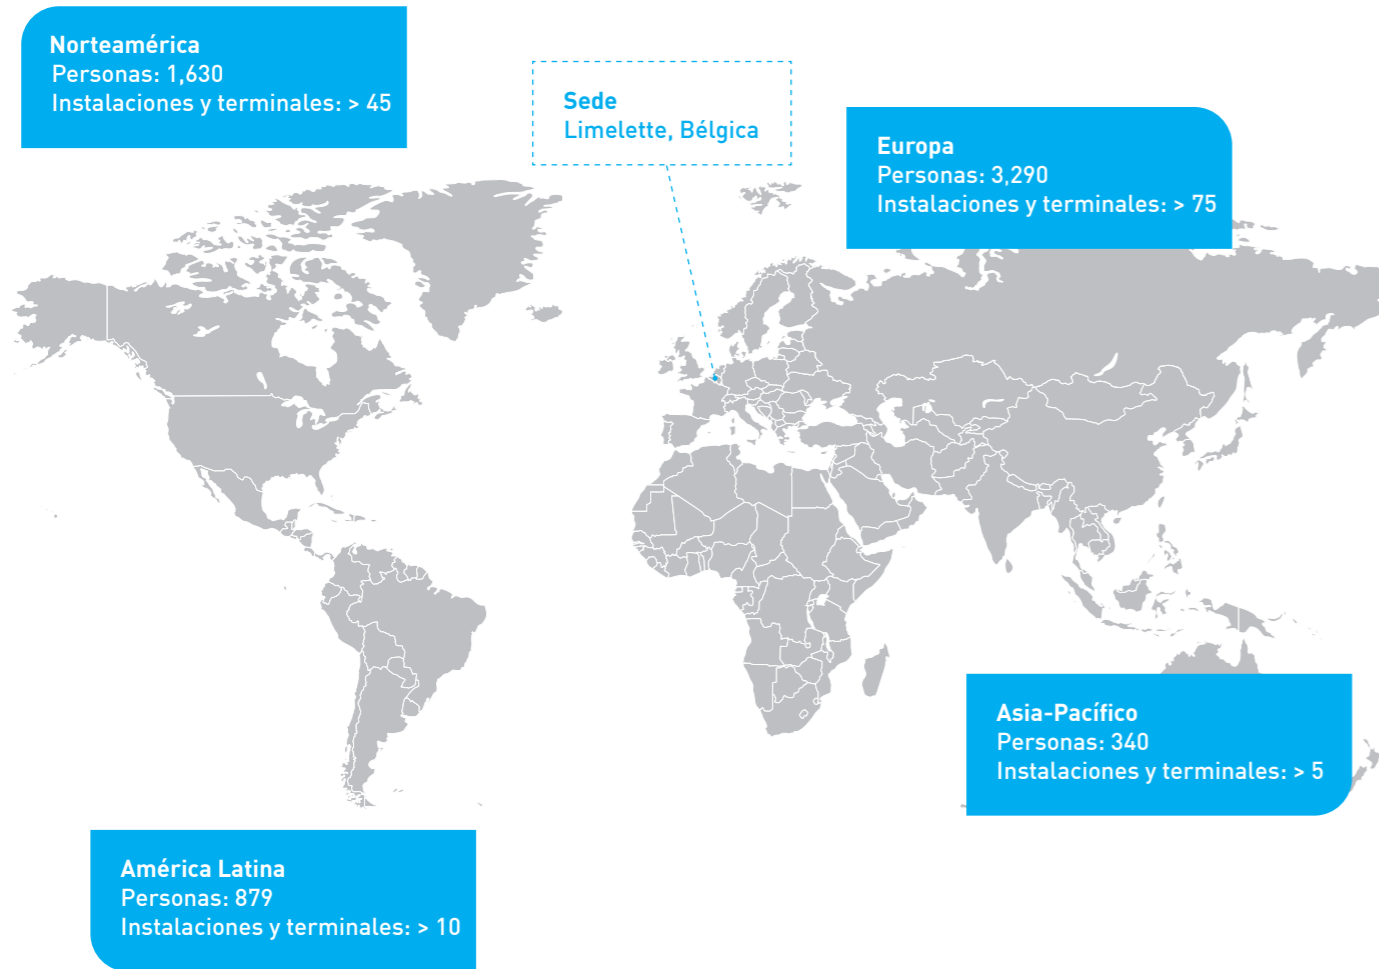 Norteamérica
Personas: 1,630
Instalaciones y terminales: > 45
Sede
Limelette, Bélgica
Europa
Personas: 3,290
Instalaciones y terminales: > 75
Asia-Pacífico
Personas: 340
Instalaciones y terminales: > 5
América Latina
Personas: 879
Instalaciones y terminales: > 10